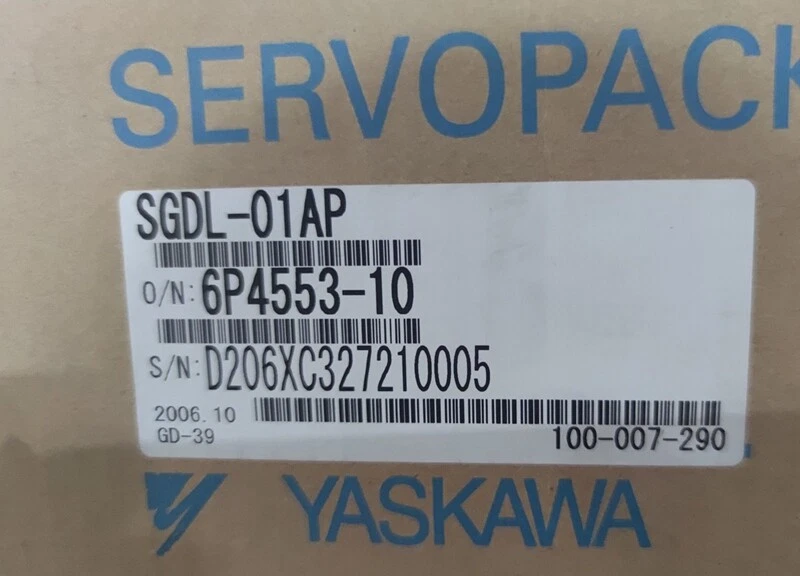 SERVOPACK
SGDL-01AP
O/N: 6P4553-10
S/N: D206XC327210005
2006.10
GD-39
100-007-290
YASKAWA